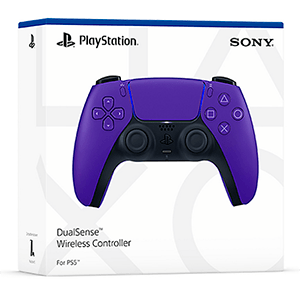 PlayStation.
SONY
DualSense™
Wireless Controller
For PS5™